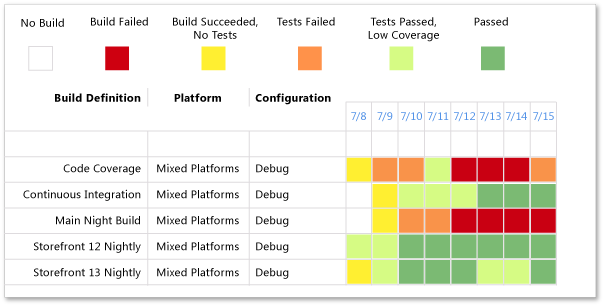 No Build
Build Failed
Build Succeeded,
No Tests
Tests Failed
Tests Passed,
Low Coverage
Passed
Build Definition Platform Configuration
7/8 7/9 7/10 7/11 7/12 7/13 7/14 7/15
Code Coverage Mixed Platforms Debug
Continuous Integration Mixed Platforms Debug
Main Night Build Mixed Platforms Debug
Storefront 12 Nightly Mixed Platforms Debug
Storefront 13 Nightly Mixed Platforms Debug